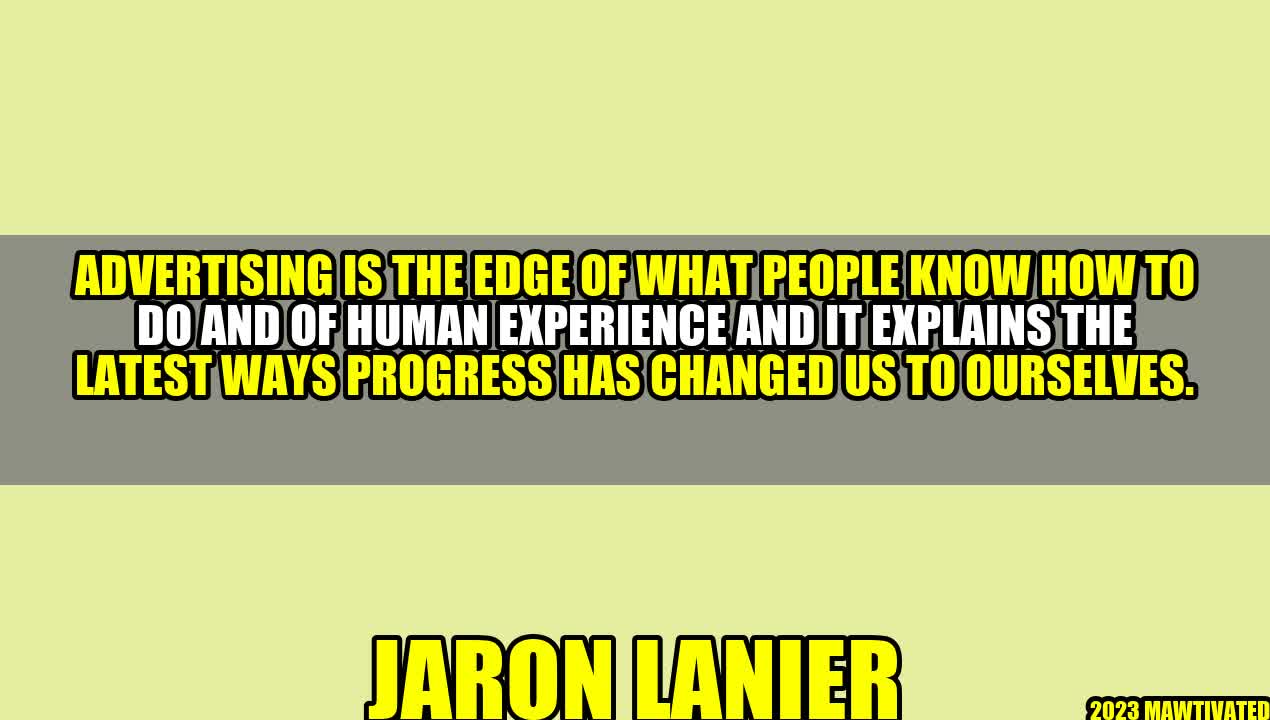 ADVERTISING IS THE EDGE OF WHAT PEOPLE KNOW HOW TO
DO AND OF HUMAN EXPERIENCE AND IT EXPLAINS THE
LATEST WAYS PROGRESS HAS CHANGED US TO OURSELVES.
JARON LANIER
2023 MAWTIVATED